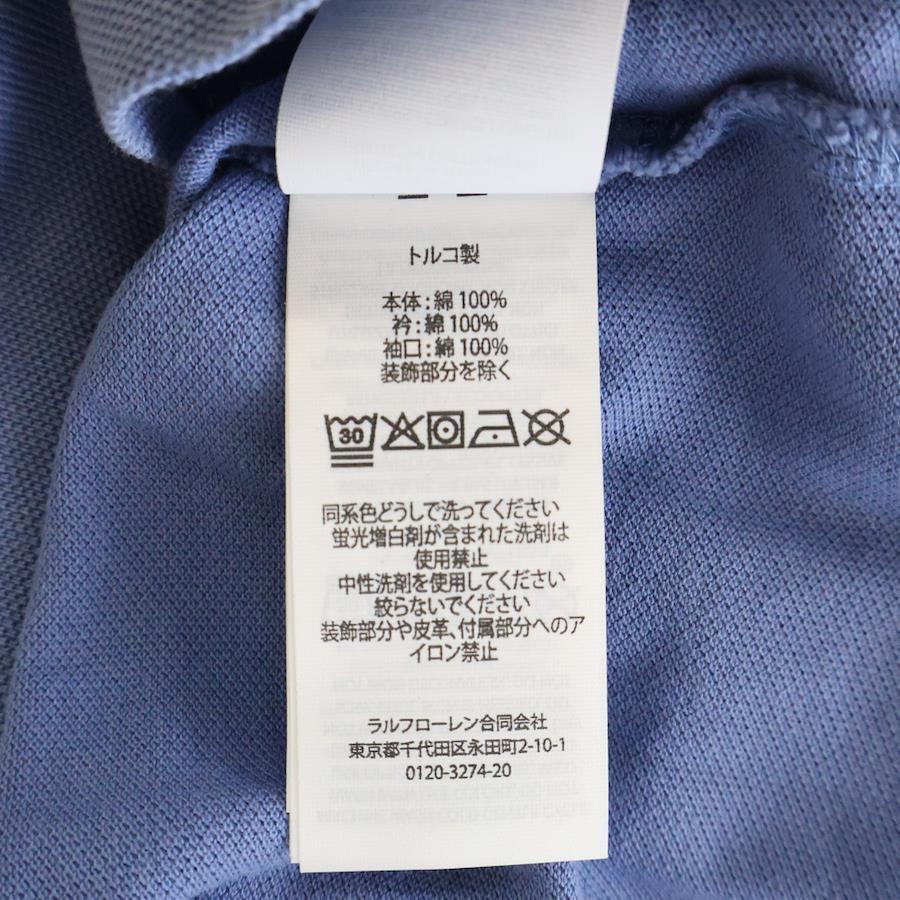 トルコ製
本体:綿 100%
衿:綿 100%
袖口:綿 100%
装飾部分を除く
30
同系色どうしで洗ってください
蛍光増白剤が含まれた洗剤は
使用禁止
中性洗剤を使用してください
絞らないでください
装飾部分や皮革、付属部分へのア
イロン禁止
ラルフローレン合同会社
東京都千代田区永田町2-10-1
0120-3274-20